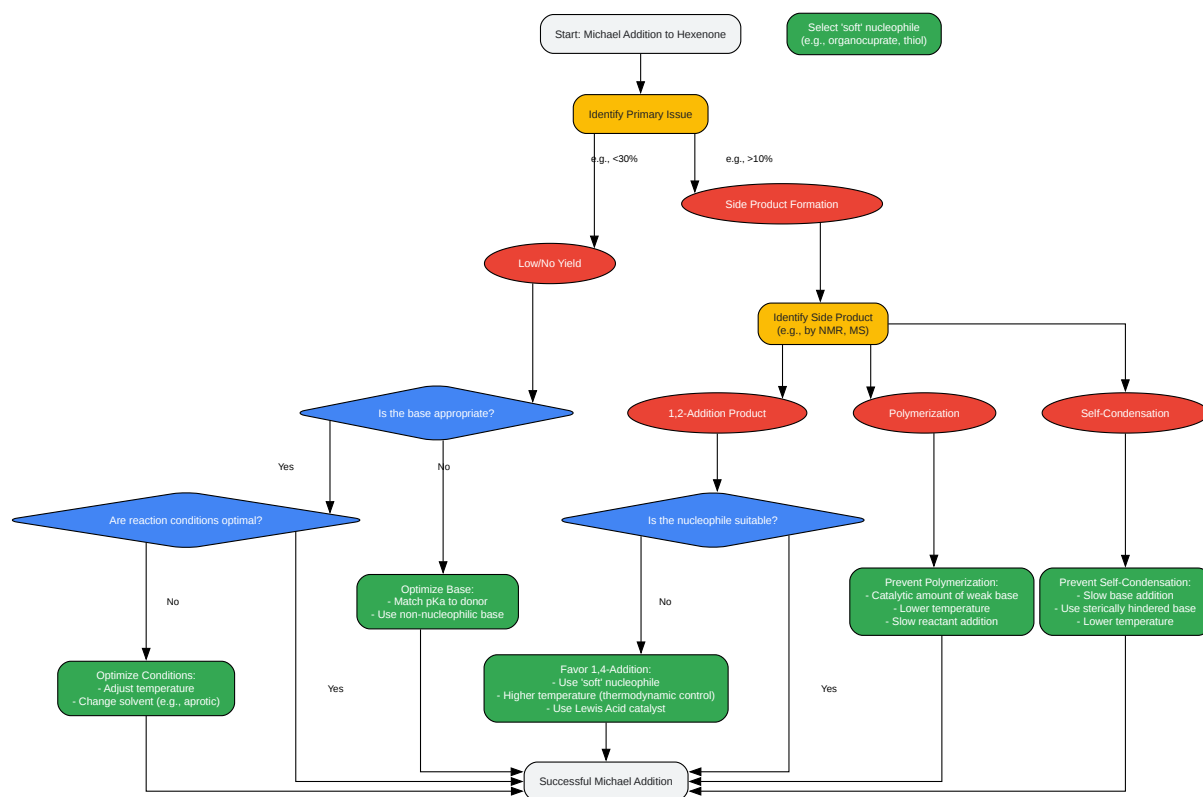 Start: Michael Addition to Hexenone
Select 'soft' nucleophile
(e.g., organocuprate, thiol)
Identify Primary Issue
e.g., <30%
e.g., >10%
Side Product Formation
Low/No Yield
Identify Side Product
(e.g., by NMR, MS)
Is the base appropriate?
1,2-Addition Product
Polymerization
Self-Condensation
Yes
No
Are reaction conditions optimal?
Is the nucleophile suitable?
Optimize Base:
- Match pKa to donor
- Use non-nucleophilic base
Prevent Polymerization:
- Catalytic amount of weak base
- Lower temperature
- Slow reactant addition
Prevent Self-Condensation:
- Slow base addition
- Use sterically hindered base
- Lower temperature
No
No
Optimize Conditions:
- Adjust temperature
- Change solvent (e.g., aprotic)
Yes
Favor 1,4-Addition:
- Use 'soft' nucleophile
- Higher temperature (thermodynamic control)
- Use Lewis Acid catalyst
Yes
Successful Michael Addition